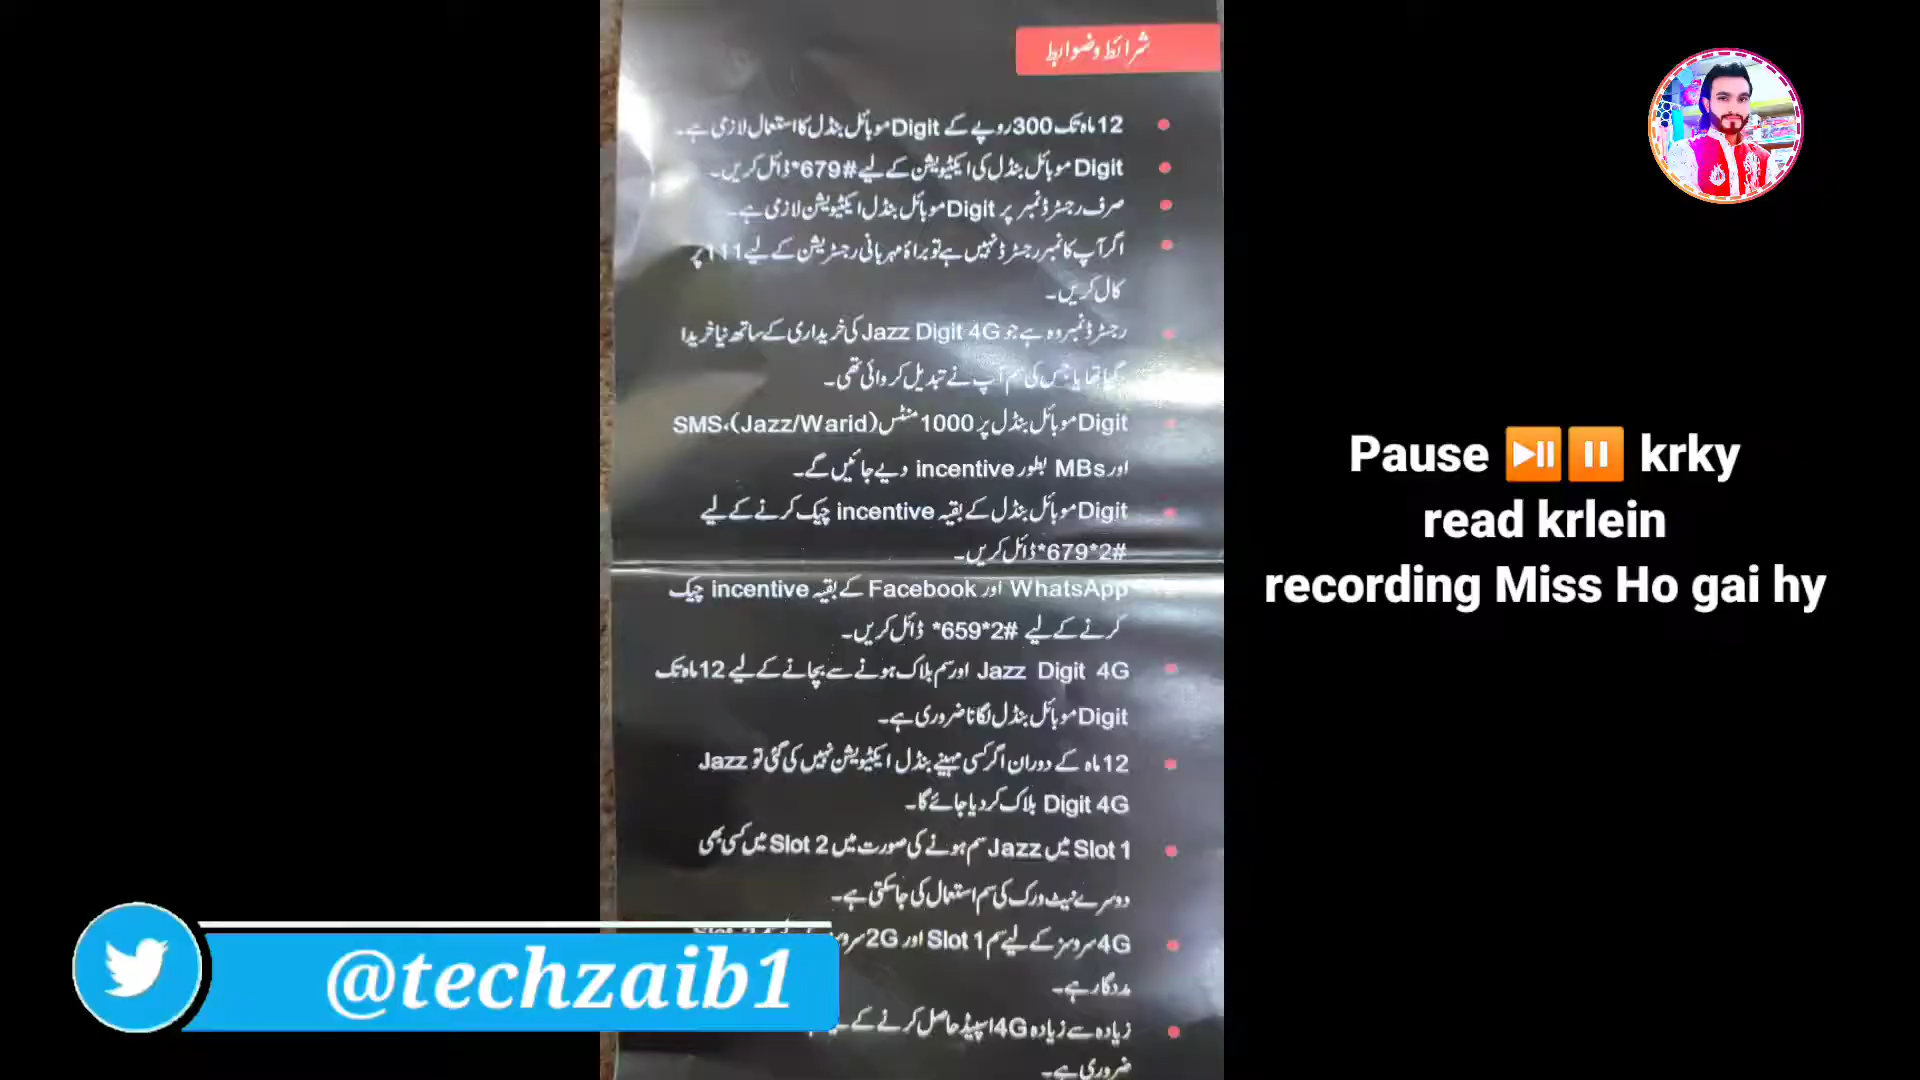 شرائط وضوابط
12 ماہ تک 300 روپے کے Digit موبائل بنڈل کا استعمال لازمی ہے۔
Digit موبائل بنڈل کی ایکٹیویشن کے لیے #679* ڈائل کریں۔
صرف رجسٹرڈ نمبر پر Digit موبائل بنڈل ایکٹیویشن لازمی ہے۔
اگر آپ کا نمبر رجسٹرڈ نہیں ہے تو براۂ مہربانی رجسٹریشن کے لیے 111 پر
کال کریں۔
رجسٹرڈ نمبر وہ ہے جو Jazz Digit 4G کی خریداری کے ساتھ نیا خریدا
گیا تھا یا جس کی سم آپ نے تبدیل کروائی تھی۔
Digit موبائل بنڈل پر 1000 منٹس (Jazz/Warid)، SMS
اور MBs بطور incentive دیے جائیں گے۔
Digit موبائل بنڈل کے بقیہ incentive چیک کرنے کے لیے
#2*679* ڈائل کریں۔
WhatsApp اور Facebook کے بقیہ incentive چیک
کرنے کے لیے #2*659* ڈائل کریں۔
Jazz Digit 4G اور سم بلاک ہونے سے بچانے کے لیے 12 ماہ تک
Digit موبائل بنڈل لگانا ضروری ہے۔
12 ماہ کے دوران اگر کسی مہینے بنڈل ایکٹیویشن نہیں کی گئی تو Jazz
Digit 4G بلاک کر دیا جائے گا۔
Slot 1 میں Jazz سم ہونے کی صورت میں Slot 2 میں کسی بھی
دوسرے نیٹ ورک کی سم استعمال کی جا سکتی ہے۔
4G سروسز کے لیے سم Slot 1 اور 2G
مددگار ہے۔
زیادہ سے زیادہ 4G اسپیڈ حاصل کرنے کے
ضروری ہے۔
Pause ⏯️⏸️ krky
read krlein
recording Miss Ho gai hy
@techzaib1